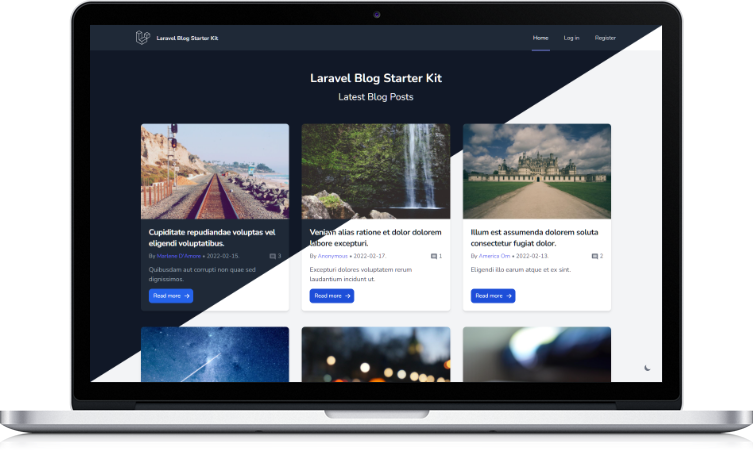 Laravel Blog Starter Kit
Home Log in Register
Laravel Blog Starter Kit
Latest Blog Posts
Cupiditate repudiandae voluptas vel
eligendi voluptatibus.
By Marlene D'Amore • 2022-02-15.
3
Quibusdam aut corrupti non quae sed
dignissimos.
Read more →
Veniam alias ratione et dolor dolorem
labore excepturi.
By Anonymous • 2022-02-17.
1
Excepturi dolores voluptatem rerum
laudantium incidunt ut.
Read more →
Illum est assumenda dolorem soluta
consectetur fugiat dolor.
By America Orn • 2022-02-13.
2
Eligendi illo earum atque et ex sint.
Read more →